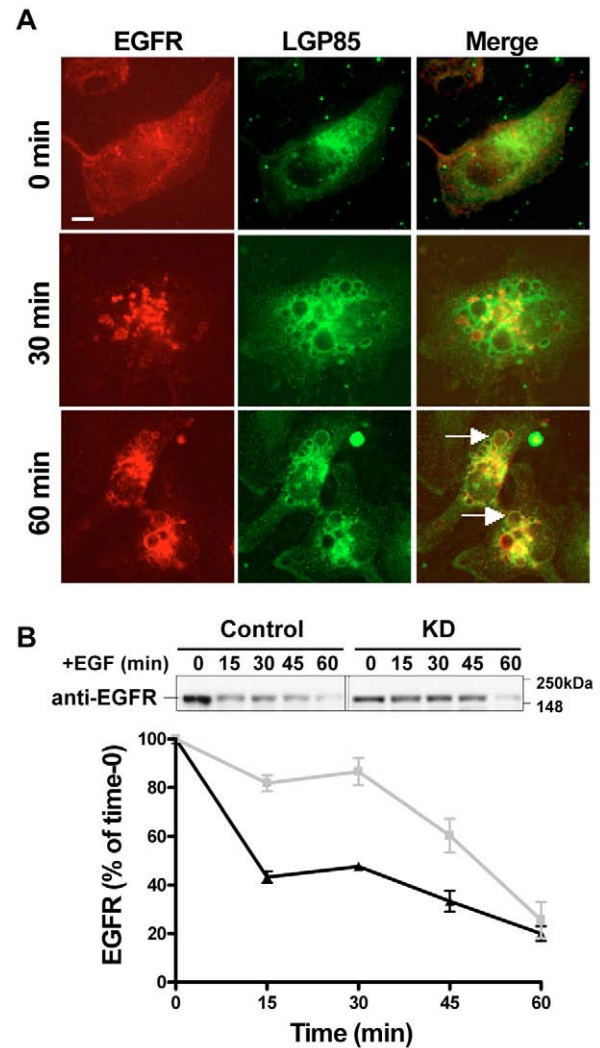 A
EGFR LGP85 Merge
0 min
30 min
60 min
B
Control KD
+EGF (min) 0 15 30 45 60 0 15 30 45 60
250kDa
anti-EGFR 148
100
80
60
40
20
0
EGFR (% of time-0)
0 15 30 45 60
Time (min)